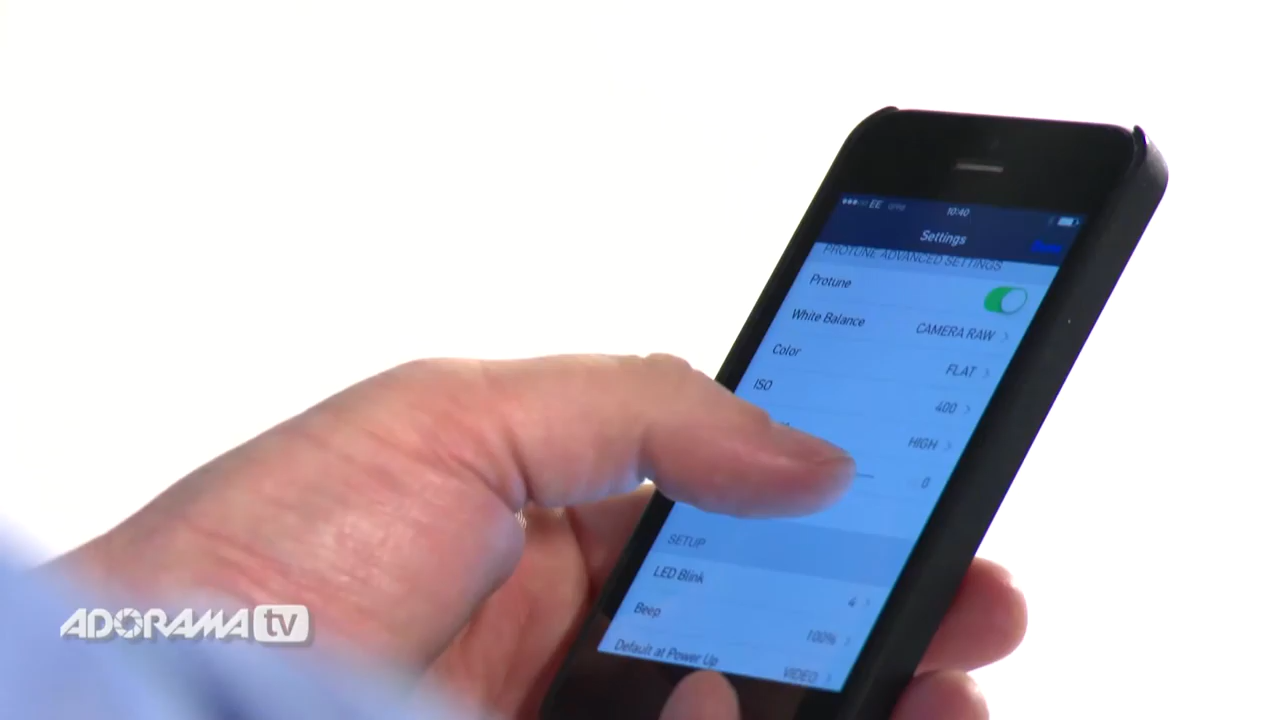 EE
10:40
Settings
PROTUNE ADVANCED SETTINGS
Protune
White Balance
CAMERA RAW
Color
FLAT
ISO
400
HIGH
0
SETUP
LED Blink
4
Beep
100%
Default at Power Up
VIDEO
ADORAMA tv